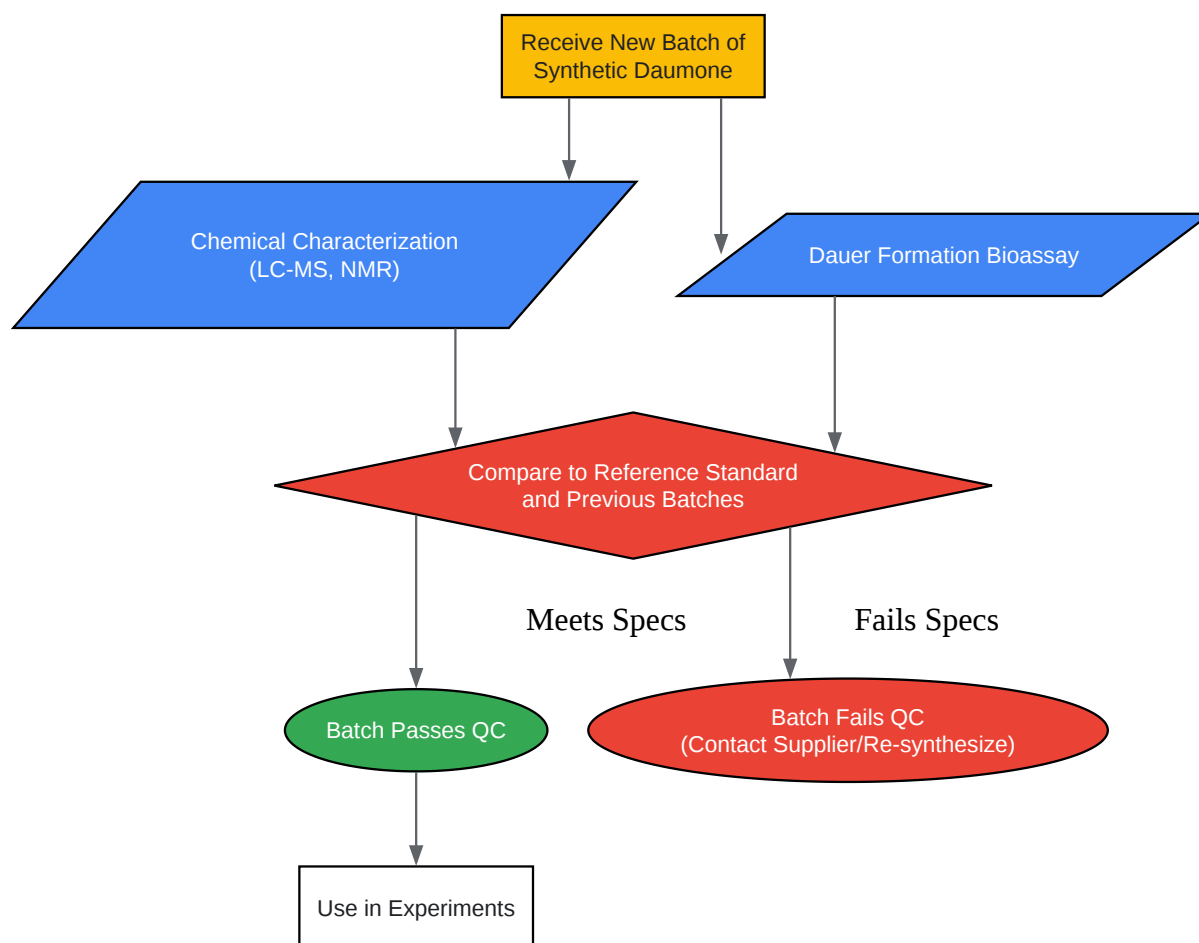 Receive New Batch of
Synthetic Daumone
Chemical Characterization
(LC-MS, NMR)
Dauer Formation Bioassay
Compare to Reference Standard
and Previous Batches
Meets Specs
Fails Specs
Batch Passes QC
Batch Fails QC
(Contact Supplier/Re-synthesize)
Use in Experiments